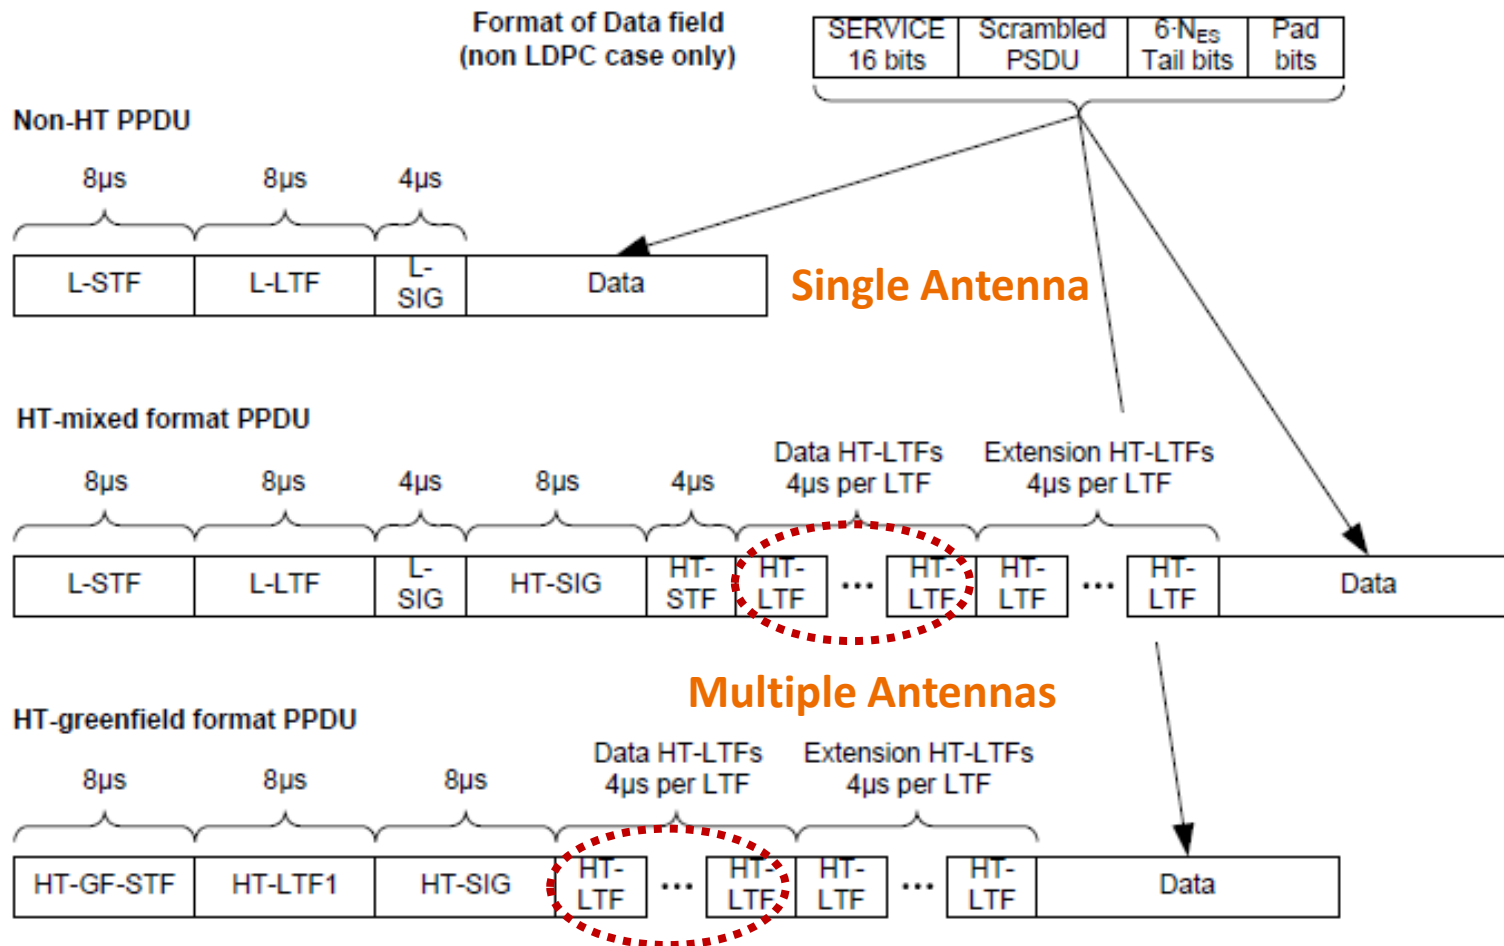 Format of Data field
(non LDPC case only)
SERVICE
16 bits
Scrambled
PSDU
6·NES
Tail bits
Pad
bits
Non-HT PPDU
8µs
8µs
4µs
L-STF
L-LTF
L-
SIG
Data
Single Antenna
HT-mixed format PPDU
8µs
8µs
4µs
8µs
4µs
Data HT-LTFs
4µs per LTF
Extension HT-LTFs
4µs per LTF
L-STF
L-LTF
L-
SIG
HT-SIG
HT-
STF
HT-
LTF
...
HT-
LTF
HT-
LTF
...
HT-
LTF
Data
Multiple Antennas
HT-greenfield format PPDU
8µs
8µs
8µs
Data HT-LTFs
4µs per LTF
Extension HT-LTFs
4µs per LTF
HT-GF-STF
HT-LTF1
HT-SIG
HT-
LTF
...
HT-
LTF
HT-
LTF
...
HT-
LTF
Data